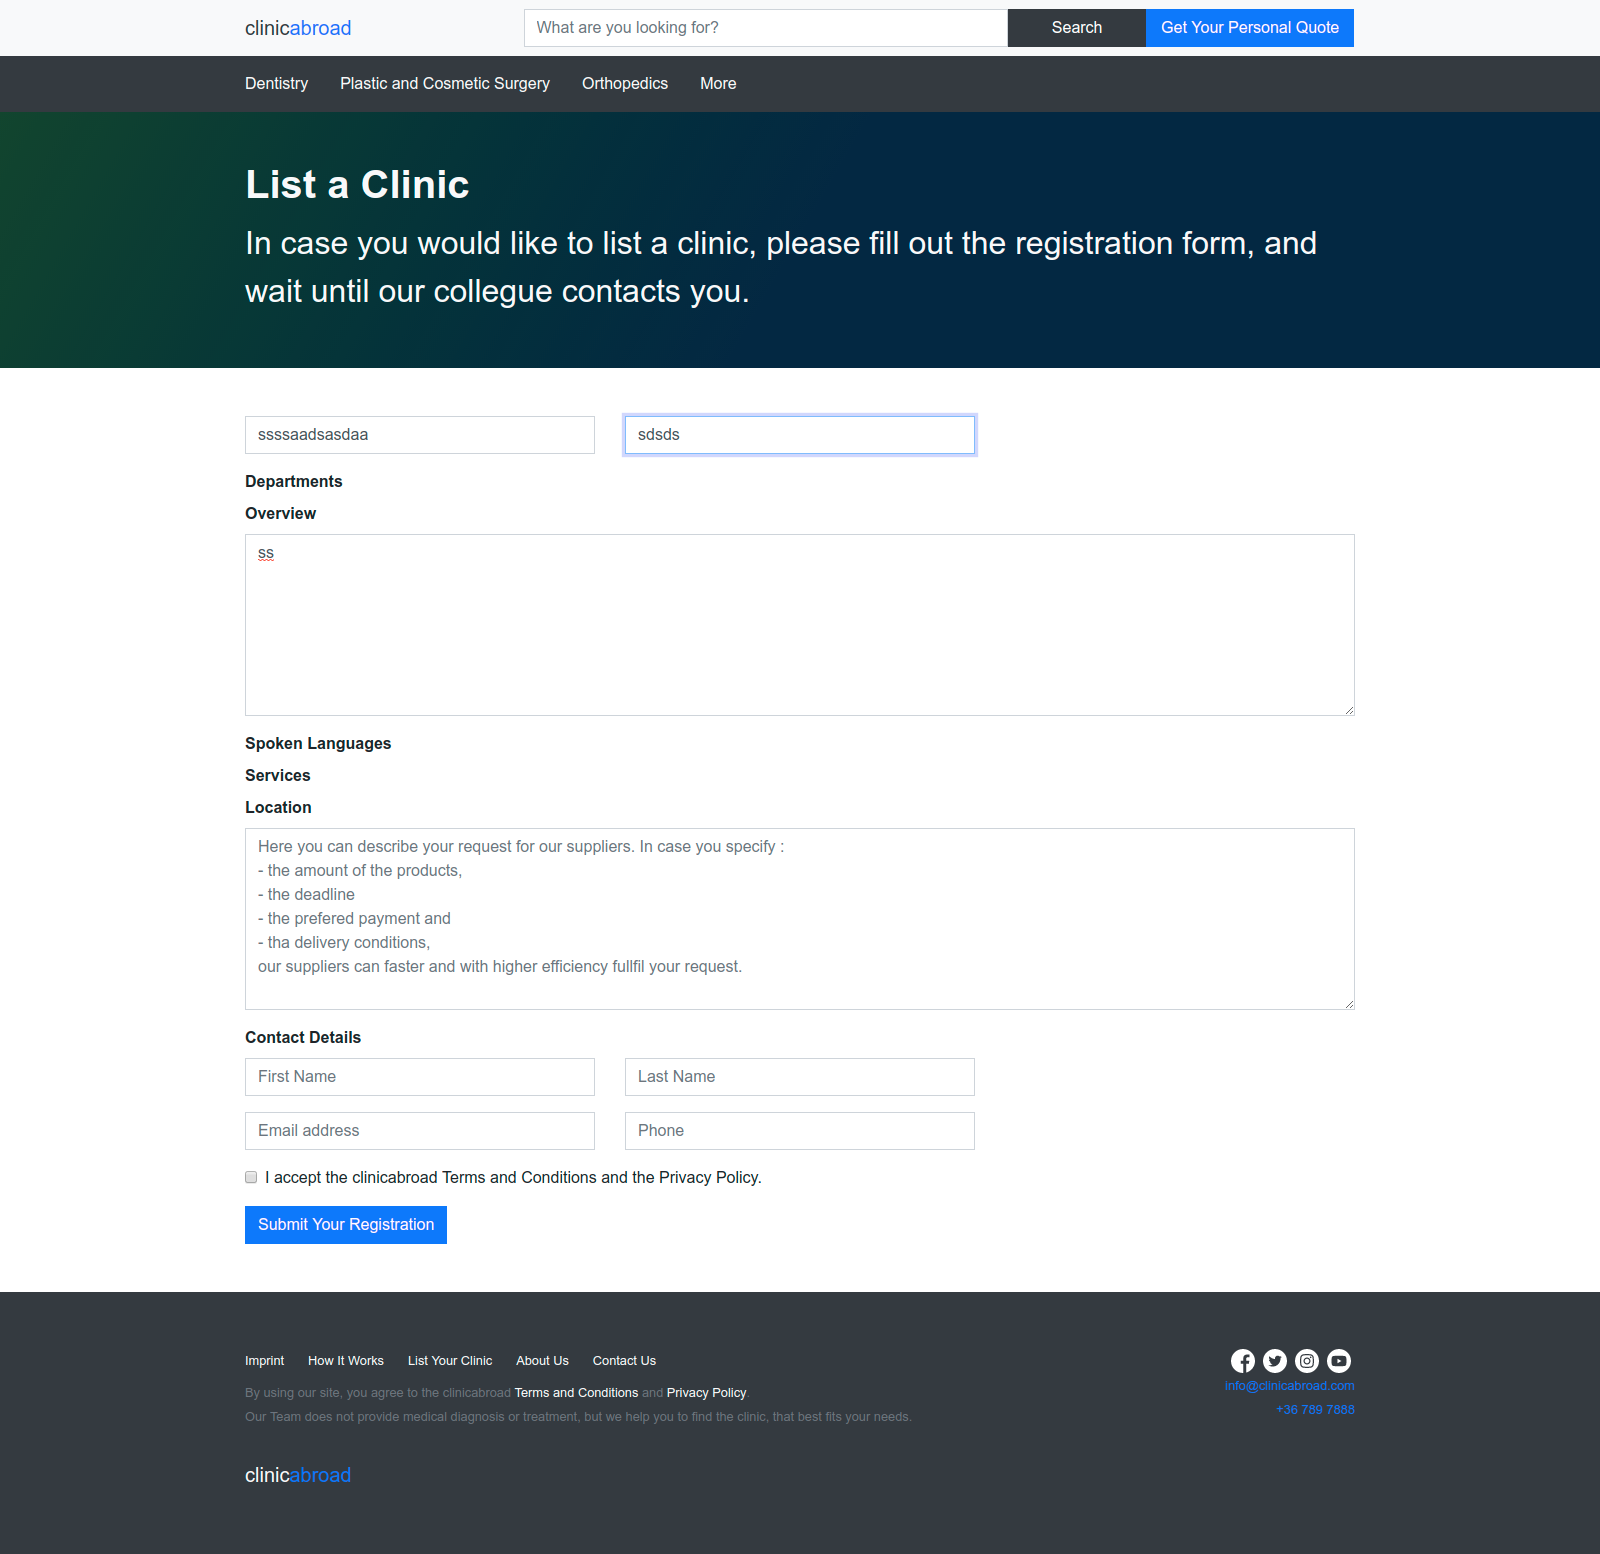 clinicabroad
What are you looking for?
Search
Get Your Personal Quote
Dentistry
Plastic and Cosmetic Surgery
Orthopedics
More
List a Clinic
In case you would like to list a clinic, please fill out the registration form, and
wait until our collegue contacts you.
ssssaadsasdaa
sdsds
Departments
Overview
ss
Spoken Languages
Services
Location
Here you can describe your request for our suppliers. In case you specify :
- the amount of the products,
- the deadline
- the prefered payment and
- tha delivery conditions,
our suppliers can faster and with higher efficiency fullfil your request.
Contact Details
First Name
Last Name
Email address
Phone
I accept the clinicabroad Terms and Conditions and the Privacy Policy.
Submit Your Registration
Imprint
How It Works
List Your Clinic
About Us
Contact Us
By using our site, you agree to the clinicabroad Terms and Conditions and Privacy Policy.
Our Team does not provide medical diagnosis or treatment, but we help you to find the clinic, that best fits your needs.
info@clinicabroad.com
+36 789 7888
clinicabroad